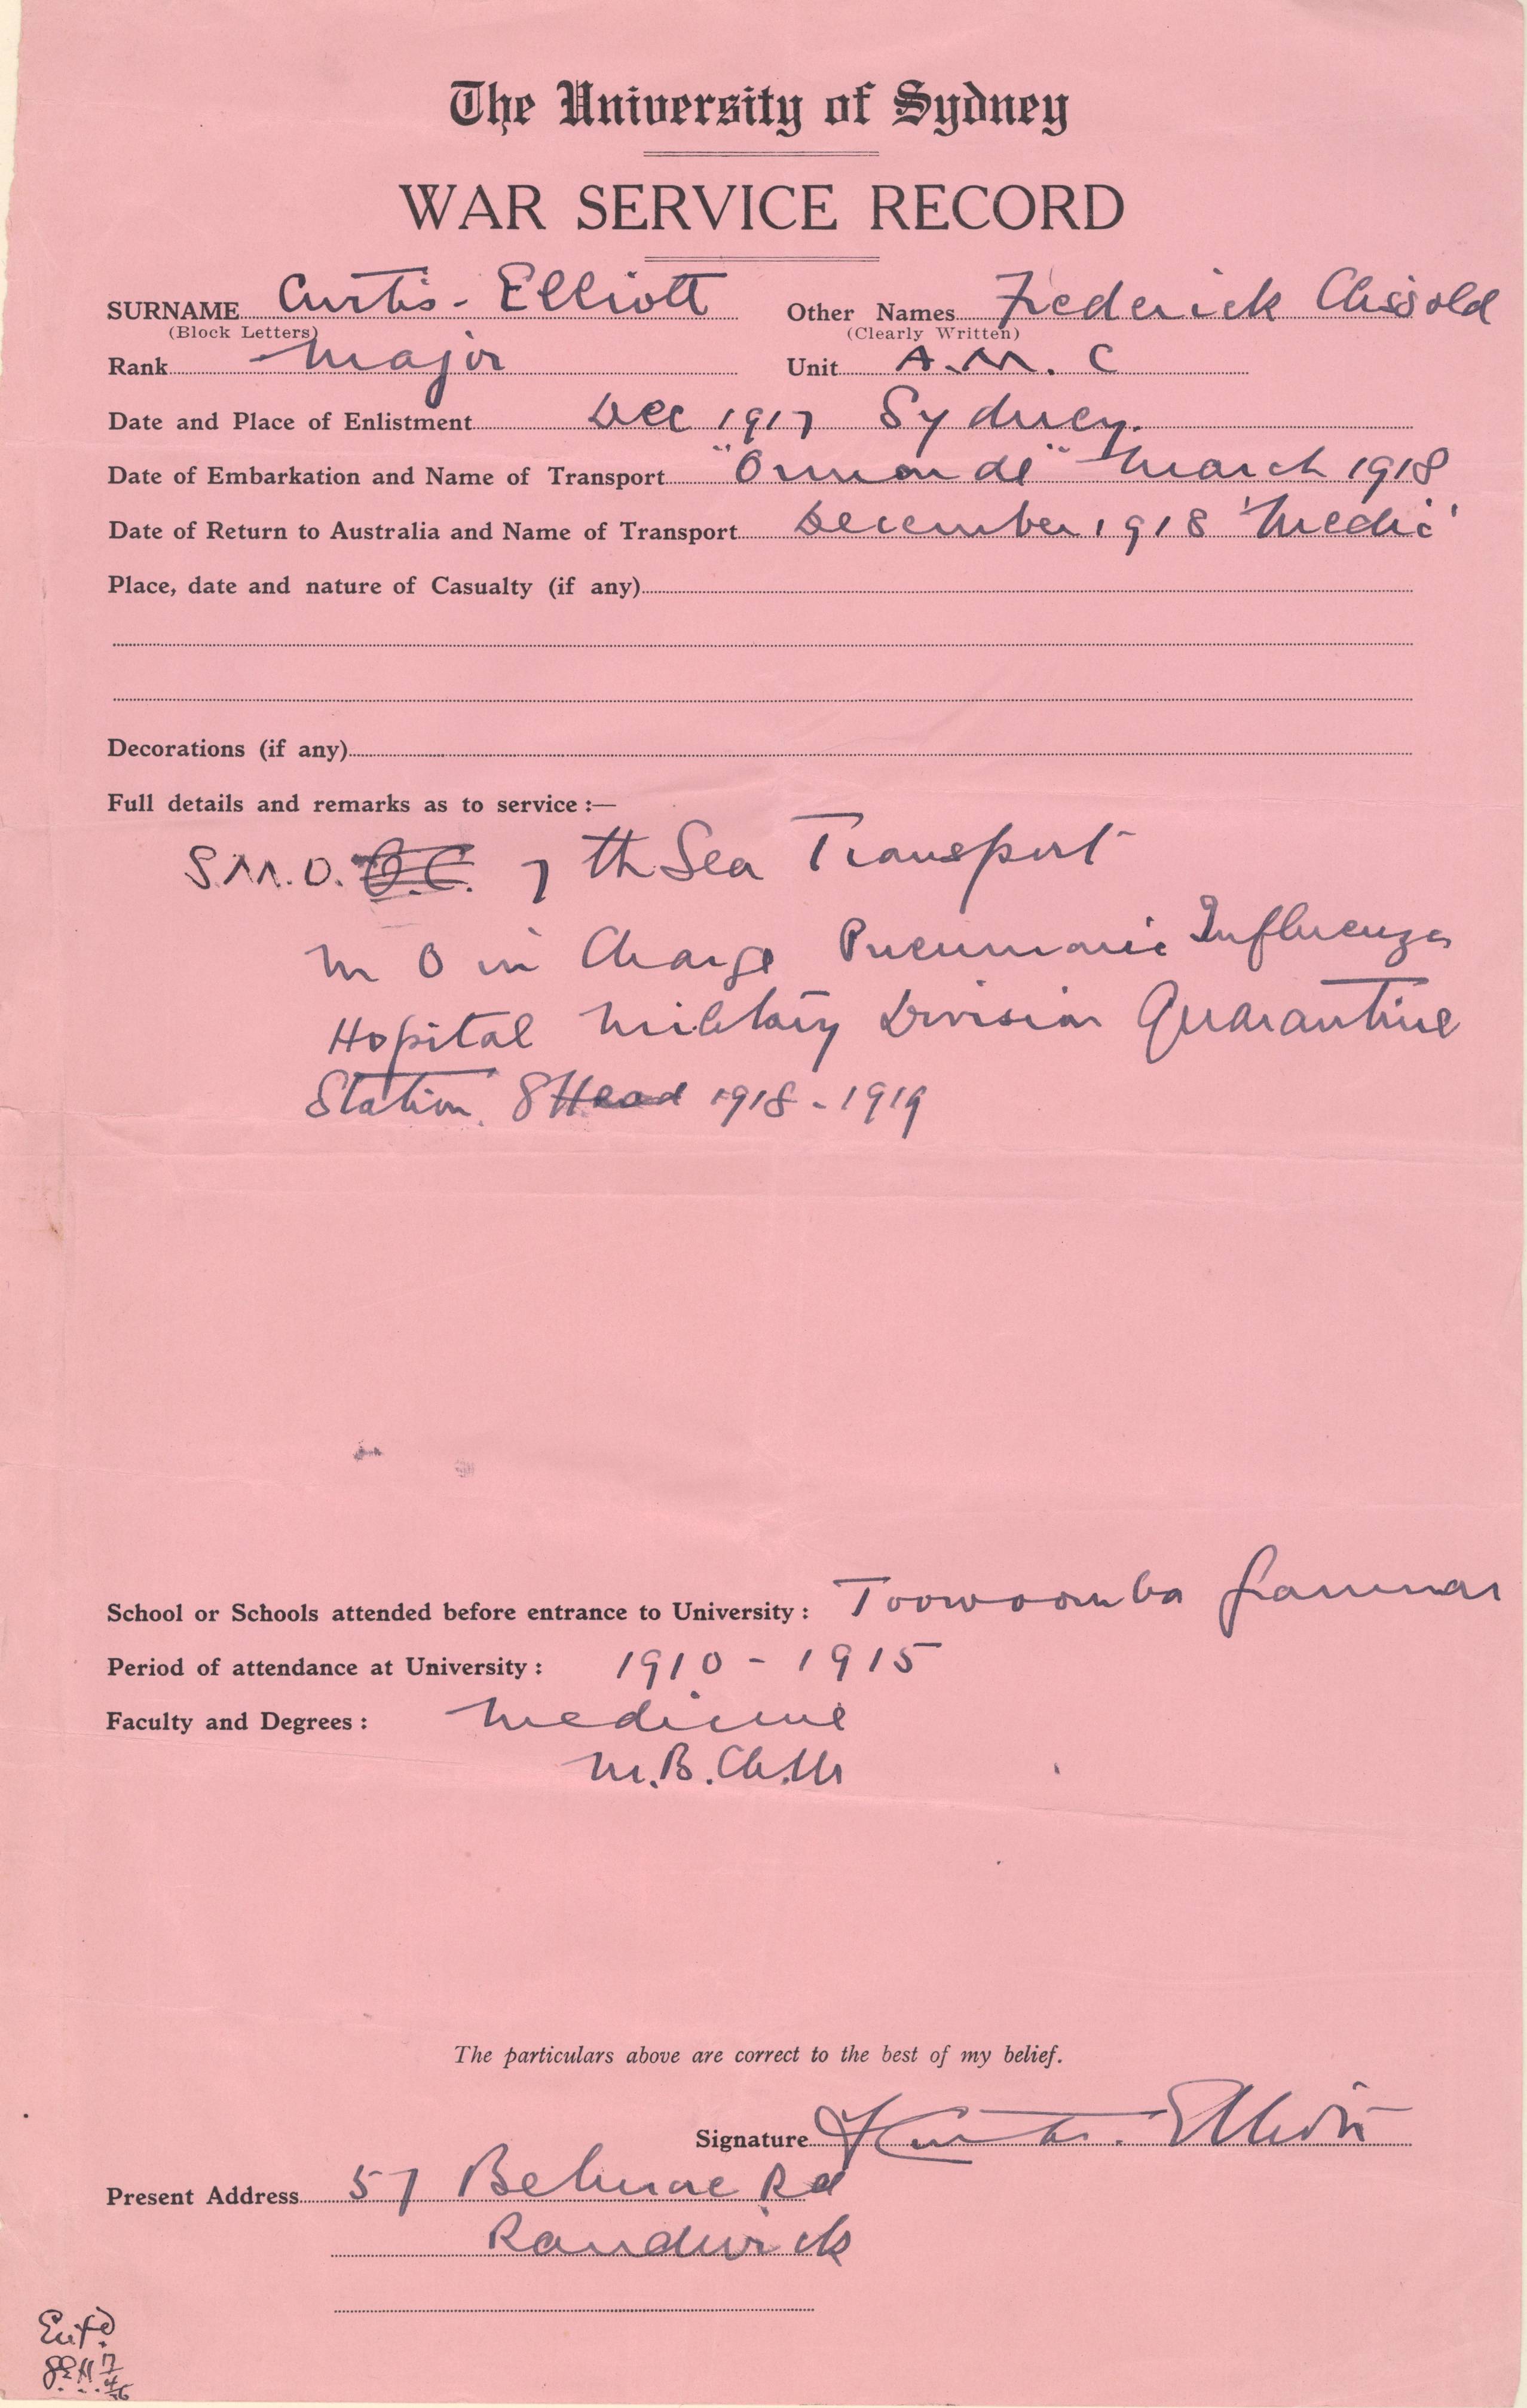 The University of Sydney
WAR SERVICE RECORD
SURNAME Curtis-Elliott Other Names Frederick Clissold
(Block Letters) (Clearly Written)
Rank Major Unit A.M.C
Date and Place of Enlistment Dec 1917 Sydney.
Date of Embarkation and Name of Transport "Ormonde" March 1918
Date of Return to Australia and Name of Transport December 1918 'Medic'
Place, date and nature of Casualty (if any)
Decorations (if any)
Full details and remarks as to service :—
S.M.O. O.C. 7th Sea Transport
M O in Charge Pneumonic Influenza
Hopital Military Division Quarantine
Station. SHead 1918-1919
School or Schools attended before entrance to University : Toowoomba Grammar
Period of attendance at University : 1910-1915
Faculty and Degrees : Medicine
M.B. Ch.M
The particulars above are correct to the best of my belief.
Signature F Curtis-Elliott
Present Address 57 Belmore Rd
Randwick
Entd.